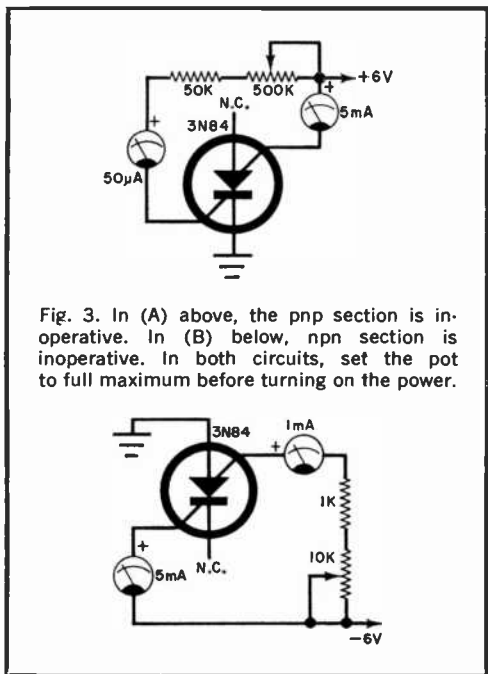 50K
500K
+6V
N.C.
+
+
5mA
3N84
50µA
Fig. 3. In (A) above, the pnp section is in-
operative. In (B) below, npn section is
inoperative. In both circuits, set the pot
to full maximum before turning on the power.
3N84
1mA
+
1K
+
10K
5mA
N.C.
−6V